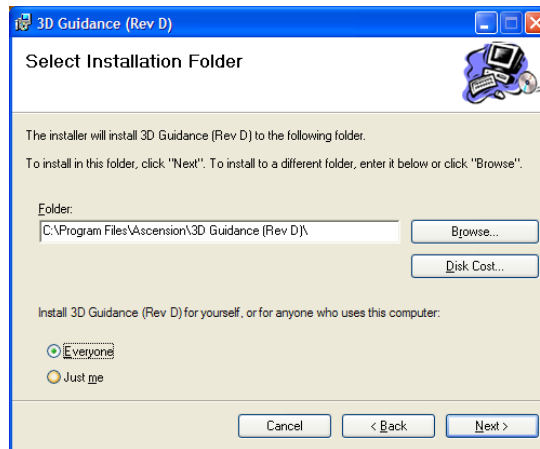 3D Guidance (Rev D)
Select Installation Folder
The installer will install 3D Guidance (Rev D) to the following folder.
To install in this folder, click "Next". To install to a different folder, enter it below or click "Browse".
Folder:
C:\Program Files\Ascension\3D Guidance (Rev D)\
Browse...
Disk Cost...
Install 3D Guidance (Rev D) for yourself, or for anyone who uses this computer:
Everyone
Just me
Cancel
< Back
Next >